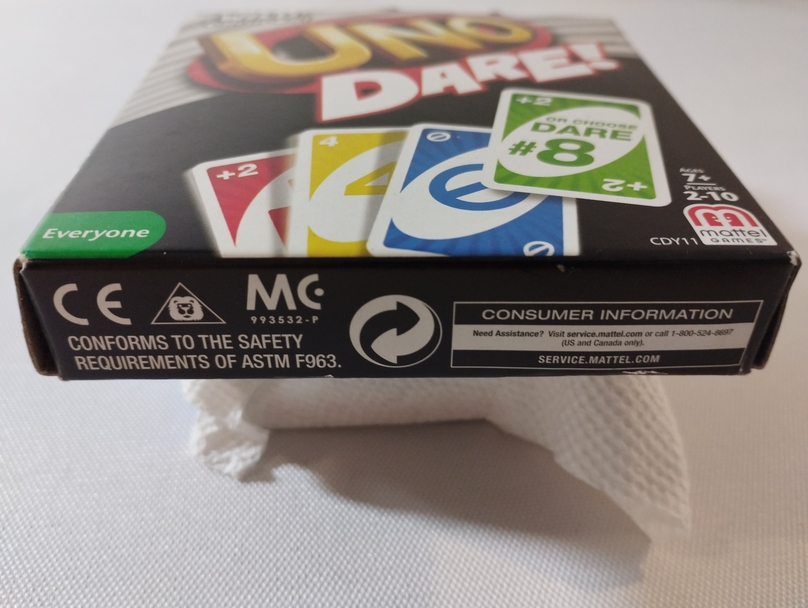 UNO
DARE!
+2
4
+2
OR CHOOSE
DARE
#8
+2
AGES
7+
PLAYERS
2-10
mattel
GAMES
CDY11
Everyone
CE
MC
993532-P
CONFORMS TO THE SAFETY
REQUIREMENTS OF ASTM F963.
CONSUMER INFORMATION
Need Assistance? Visit service.mattel.com or call 1-800-524-8697
(US and Canada only).
SERVICE.MATTEL.COM